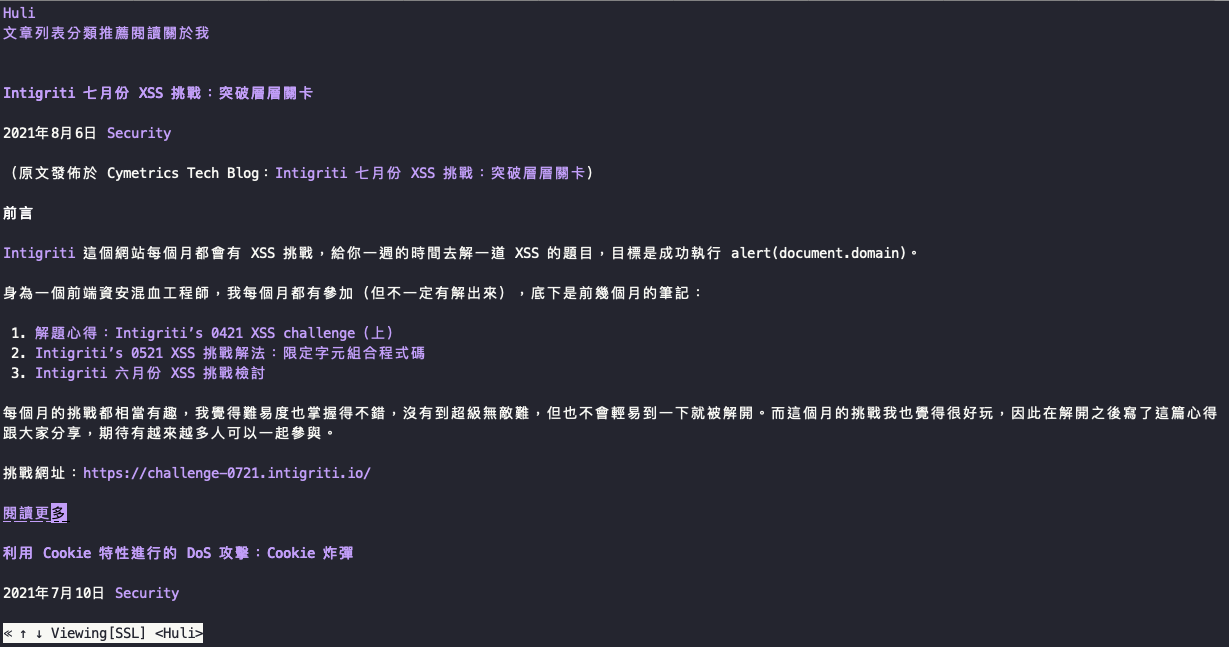 Huli
文章列表分類推薦閱讀關於我
Intigriti 七月份 XSS 挑戰：突破層層關卡
2021年8月6日 Security
（原文發佈於 Cymetrics Tech Blog：Intigriti 七月份 XSS 挑戰：突破層層關卡）
前言
Intigriti 這個網站每個月都會有 XSS 挑戰，給你一週的時間去解一道 XSS 的題目，目標是成功執行 alert(document.domain)。
身為一個前端資安混血工程師，我每個月都有參加（但不一定有解出來），底下是前幾個月的筆記：
1. 解題心得：Intigriti’s 0421 XSS challenge（上）
2. Intigriti’s 0521 XSS 挑戰解法：限定字元組合程式碼
3. Intigriti 六月份 XSS 挑戰檢討
每個月的挑戰都相當有趣，我覺得難易度也掌握得不錯，沒有到超級無敵難，但也不會輕易到一下就被解開。而這個月的挑戰我也覺得很好玩，因此在解開之後寫了這篇心得
跟大家分享，期待有越來越多人可以一起參與。
挑戰網址：https://challenge-0721.intigriti.io/
閱讀更多
利用 Cookie 特性進行的 DoS 攻擊：Cookie 炸彈
2021年7月10日 Security
« ↑ ↓ Viewing[SSL] <Huli>